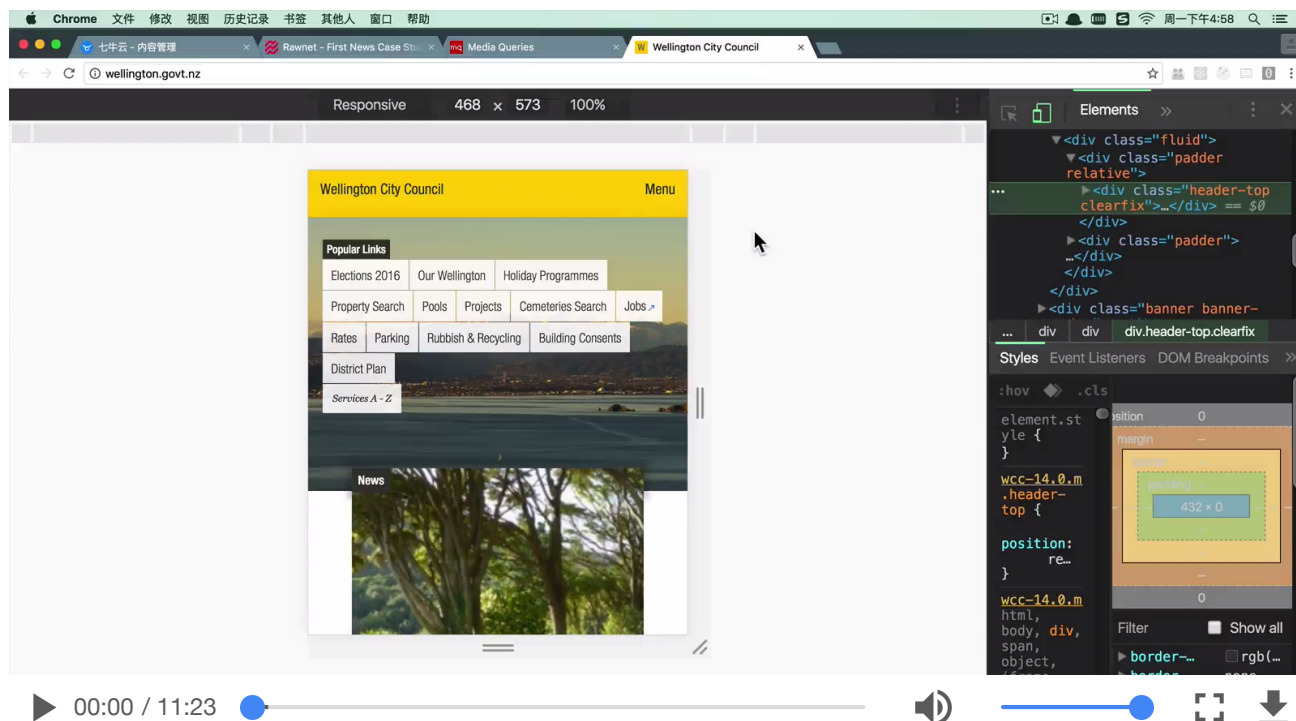 Chrome 文件 修改 视图 历史记录 书签 其他人 窗口 帮助 周一下午4:58
七牛云 - 内容管理 × Rawnet - First News Case Stu × Media Queries × Wellington City Council ×
wellington.govt.nz
Responsive 468 × 573 100%
Elements »
▼<div class="fluid">
▼<div class="padder
relative">
… ▶<div class="header-top
clearfix">…</div> == $0
</div>
▶<div class="padder">
…</div>
</div>
</div>
▶<div class="banner banner-
... div div div.header-top.clearfix
Styles Event Listeners DOM Breakpoints »
:hov .cls
element.st
yle {
}
wcc-14.0.m
.header-
top {
position:
re…
}
wcc-14.0.m
html,
body, div,
span,
object,
position 0
margin –
padding –
432 × 0
–
0
Filter Show all
▶border-… rgb(…
Wellington City Council Menu
Popular Links
Elections 2016 Our Wellington Holiday Programmes
Property Search Pools Projects Cemeteries Search Jobs↗
Rates Parking Rubbish & Recycling Building Consents
District Plan
Services A - Z
News
00:00 / 11:23